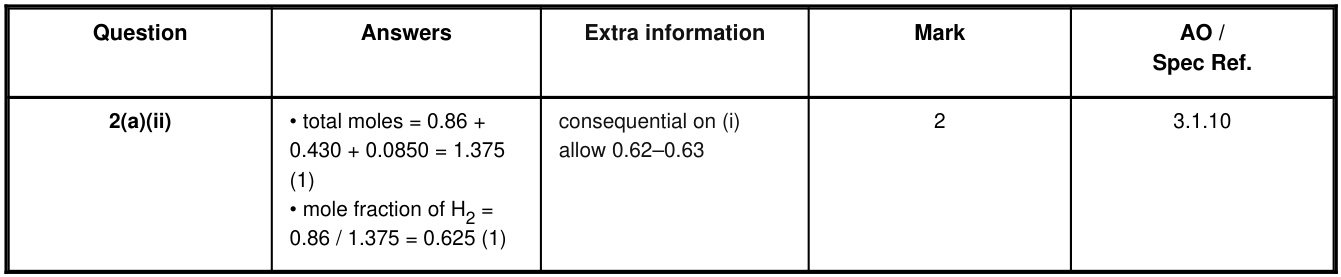 Question Answers Extra information Mark AO /
Spec Ref.
2(a)(ii) • total moles = 0.86 + consequential on (i) 2 3.1.10
0.430 + 0.0850 = 1.375 allow 0.62–0.63
(1)
• mole fraction of H₂ =
0.86 / 1.375 = 0.625 (1)